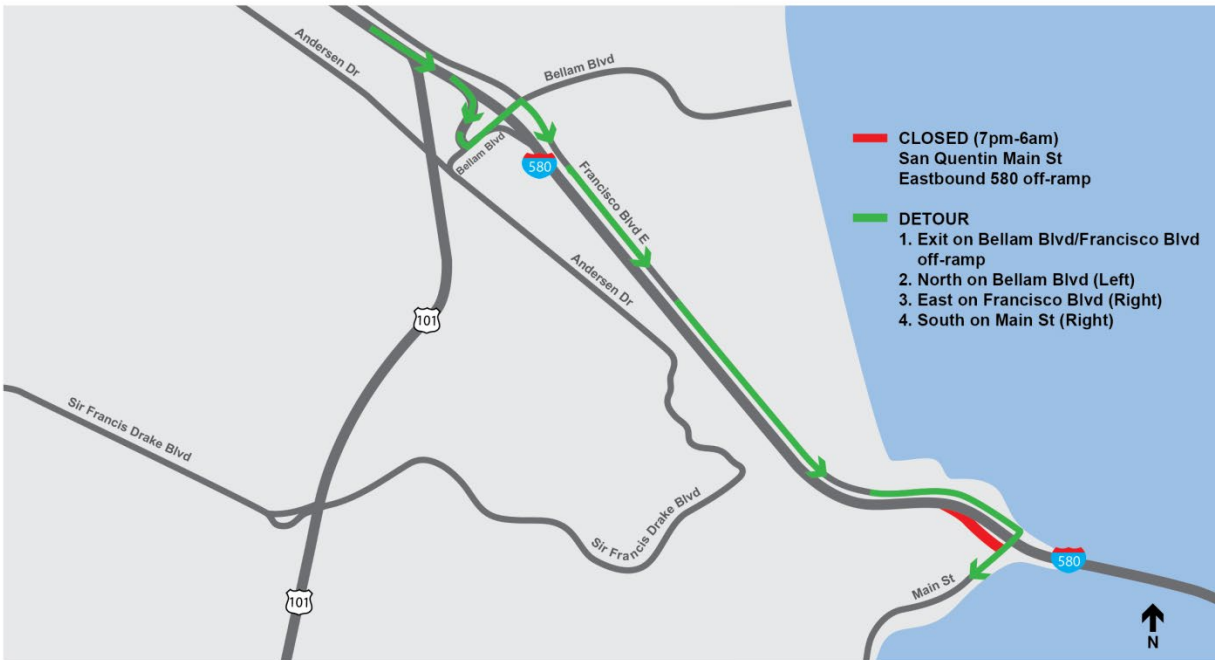 Andersen Dr
Bellam Blvd
Bellam Blvd
580
Francisco Blvd E
CLOSED (7pm-6am)
San Quentin Main St
Eastbound 580 off-ramp
DETOUR
1. Exit on Bellam Blvd/Francisco Blvd
off-ramp
2. North on Bellam Blvd (Left)
3. East on Francisco Blvd (Right)
4. South on Main St (Right)
Andersen Dr
101
Sir Francis Drake Blvd
Sir Francis Drake Blvd
580
Main St
101
N